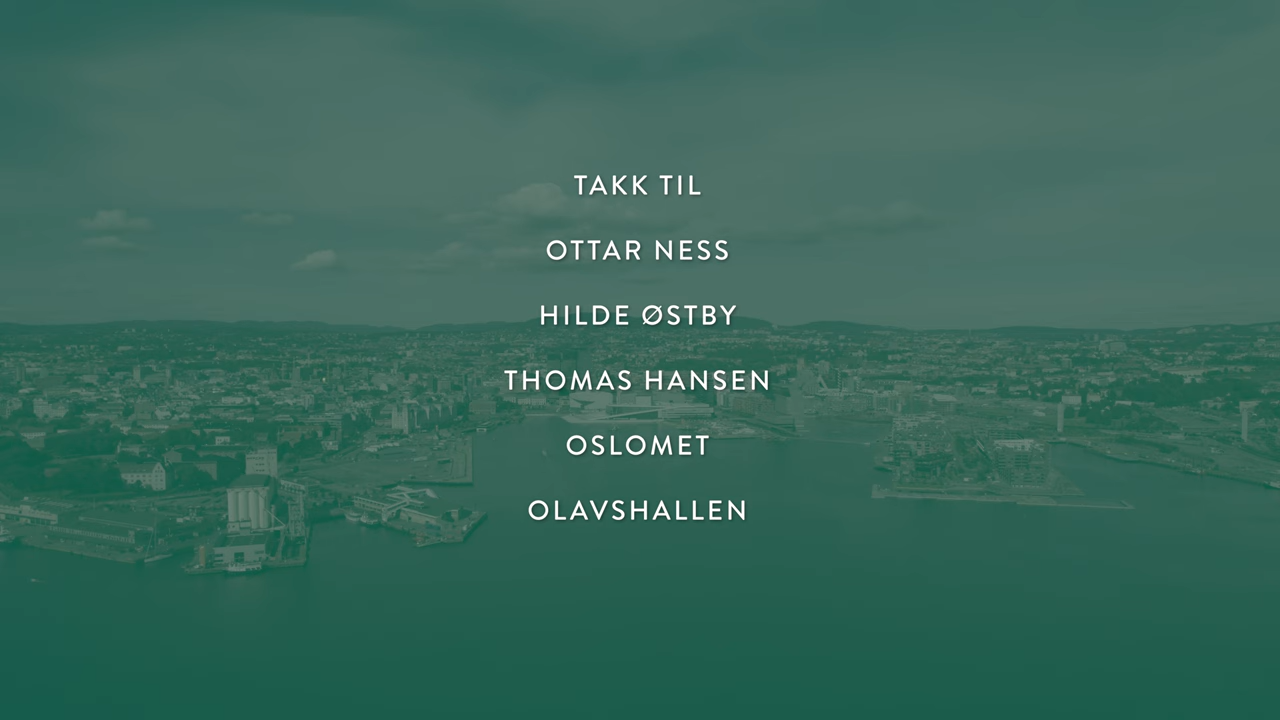 TAKK TIL
OTTAR NESS
HILDE ØSTBY
THOMAS HANSEN
OSLOMET
OLAVSHALLEN